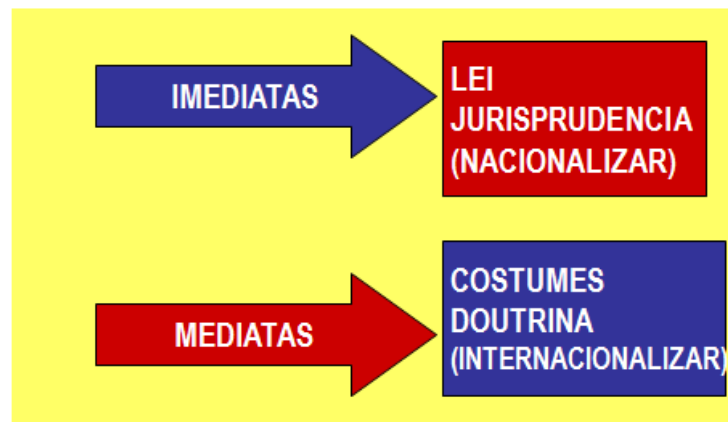 IMEDIATAS
LEI
JURISPRUDENCIA
(NACIONALIZAR)
MEDIATAS
COSTUMES
DOUTRINA
(INTERNACIONALIZAR)